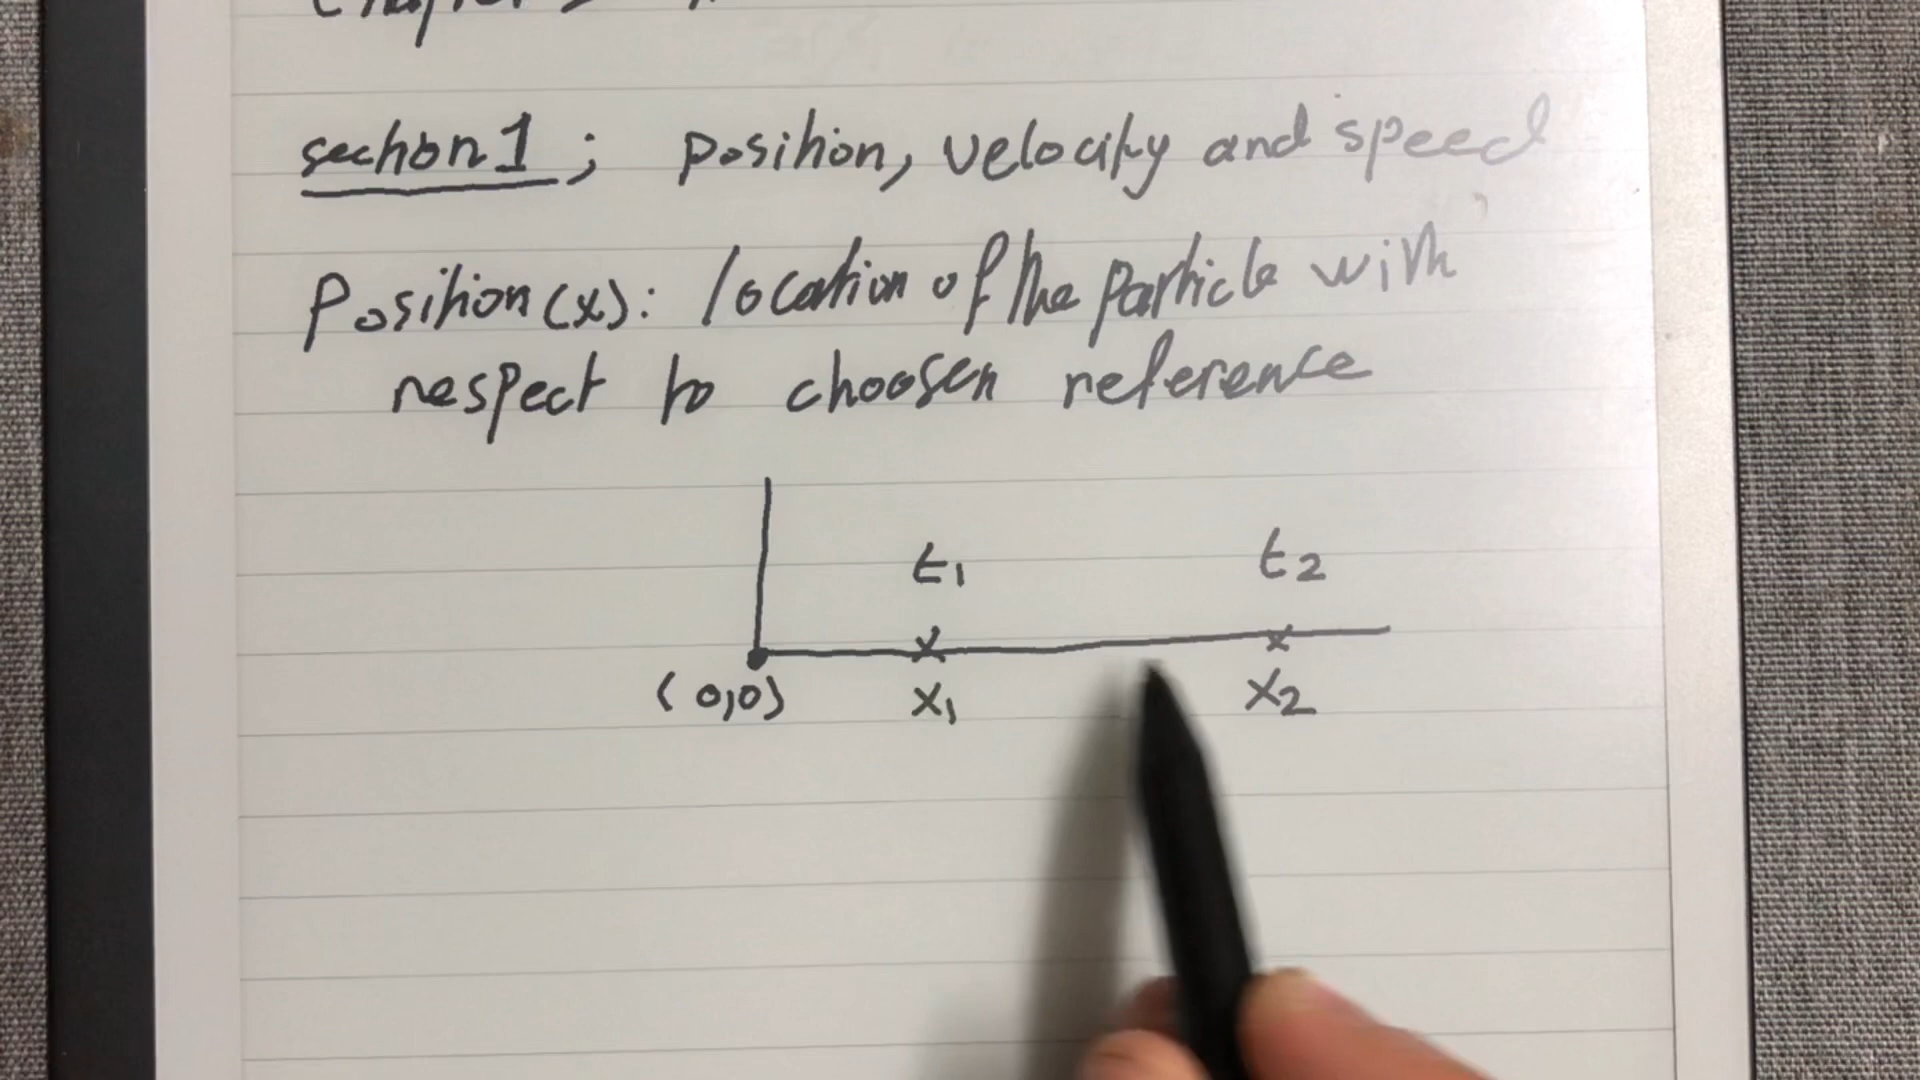 section 1 ; position, velocity and speed
Position (x) : location of the particle with
respect to choosen reference
t1 t2
(0,0) x1 x2